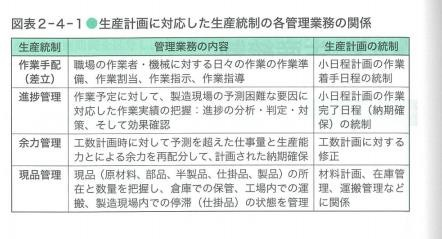 図表2-4-1●生産計画に対応した生産統制の各管理業務の関係
生産統制 管理業務の内容 生産計画の統制
作業手配
(差立)
職場の作業者・機械に対する日々の作業の作業準
備、作業割当、作業指示、作業指導
小日程計画の作業
着手日程の統制
進捗管理
作業予定に対して、製造現場の予測困難な要因に
対応した作業実績の把握:進捗の分析・判定・対
策、そして効果確認
小日程計画の作業
完了日程(納期確
保)の統制
余力管理
工数計画時に対して予測を超えた仕事量と生産能
力とによる余力を再配分して、計画された納期確保
工数計画に対する
修正
現品管理
現品(原材料、部品、半製品、仕掛品、製品)の所
在と数量を把握し、倉庫での保管、工場内での運
搬、製造現場内での停滞(仕掛品)の状態を管理
材料計画、在庫管
理、運搬管理など
に関係